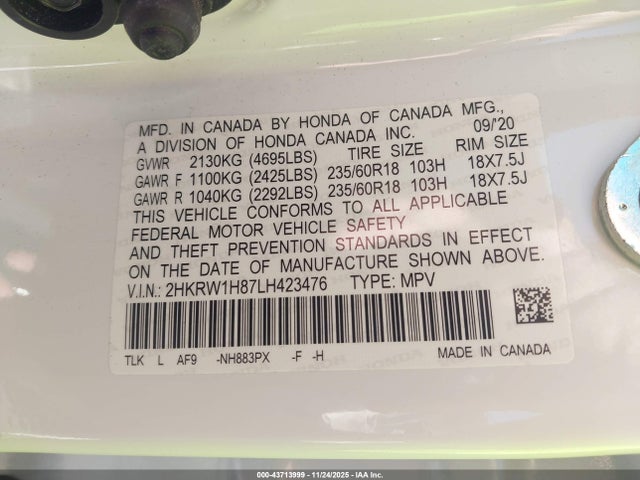 MFD. IN CANADA BY HONDA OF CANADA MFG.,
A DIVISION OF HONDA CANADA INC. 09/'20
GVWR 2130KG (4695LBS) TIRE SIZE RIM SIZE
GAWR F 1100KG (2425LBS) 235/60R18 103H 18X7.5J
GAWR R 1040KG (2292LBS) 235/60R18 103H 18X7.5J
THIS VEHICLE CONFORMS TO ALL APPLICABLE
FEDERAL MOTOR VEHICLE SAFETY
AND THEFT PREVENTION STANDARDS IN EFFECT
ON THE DATE OF MANUFACTURE SHOWN ABOVE.
V.I.N.: 2HKRW1H87LH423476 TYPE: MPV
TLK L AF9 -NH883PX -F -H MADE IN CANADA
000-43713999 - 11/24/2025 - IAA Inc.